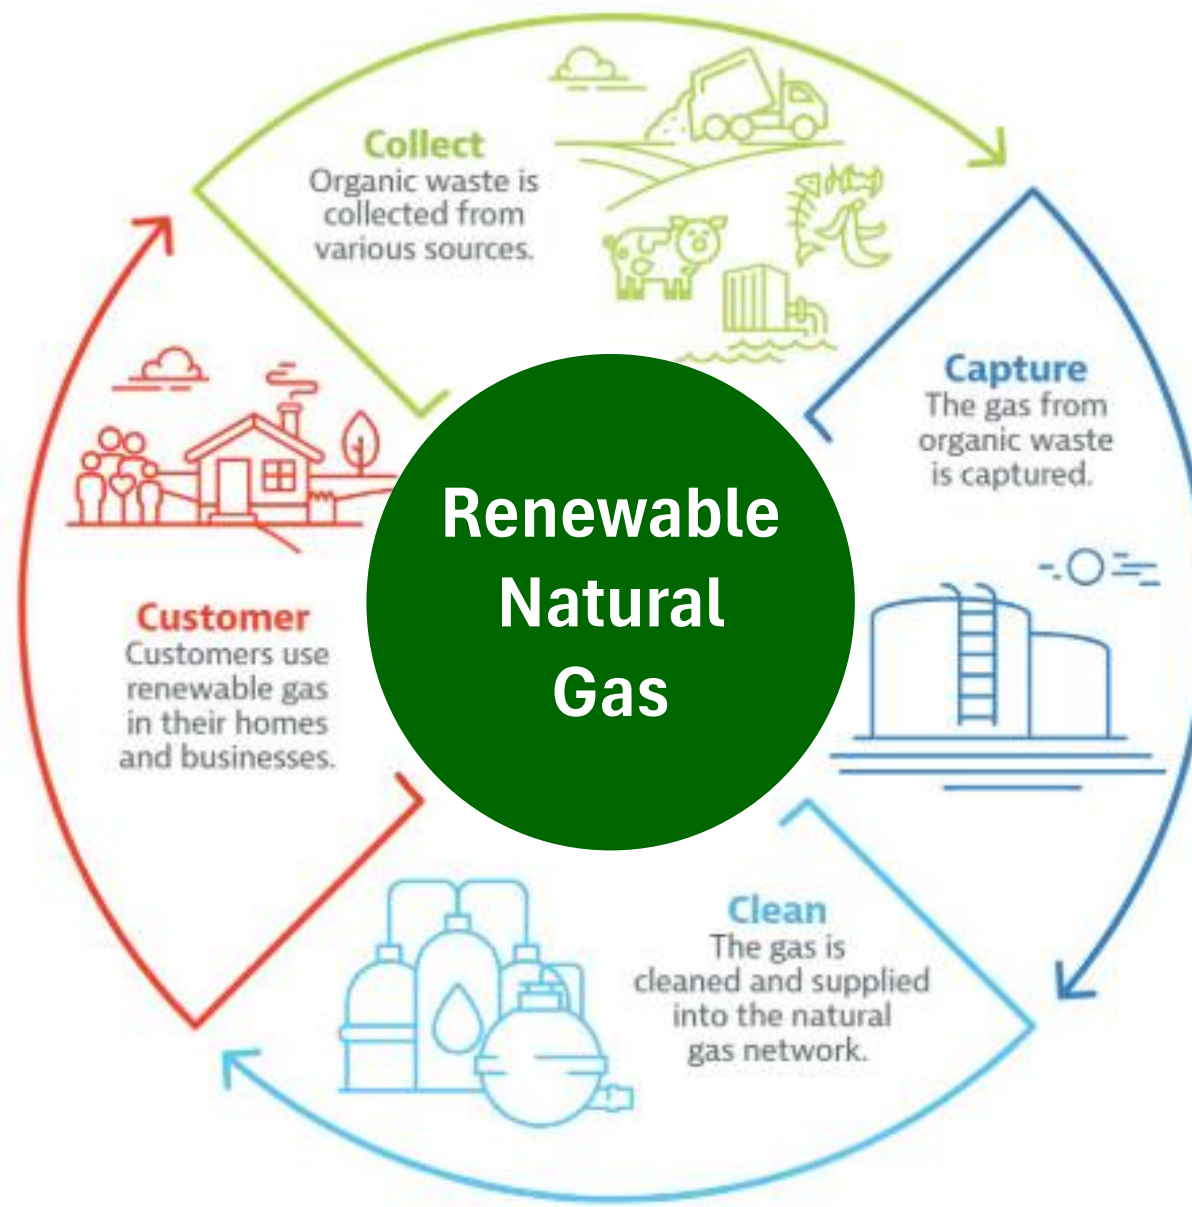 Collect
Organic waste is
collected from
various sources.
Capture
The gas from
organic waste
is captured.
Renewable
Natural
Gas
Customer
Customers use
renewable gas
in their homes
and businesses.
Clean
The gas is
cleaned and supplied
into the natural
gas network.